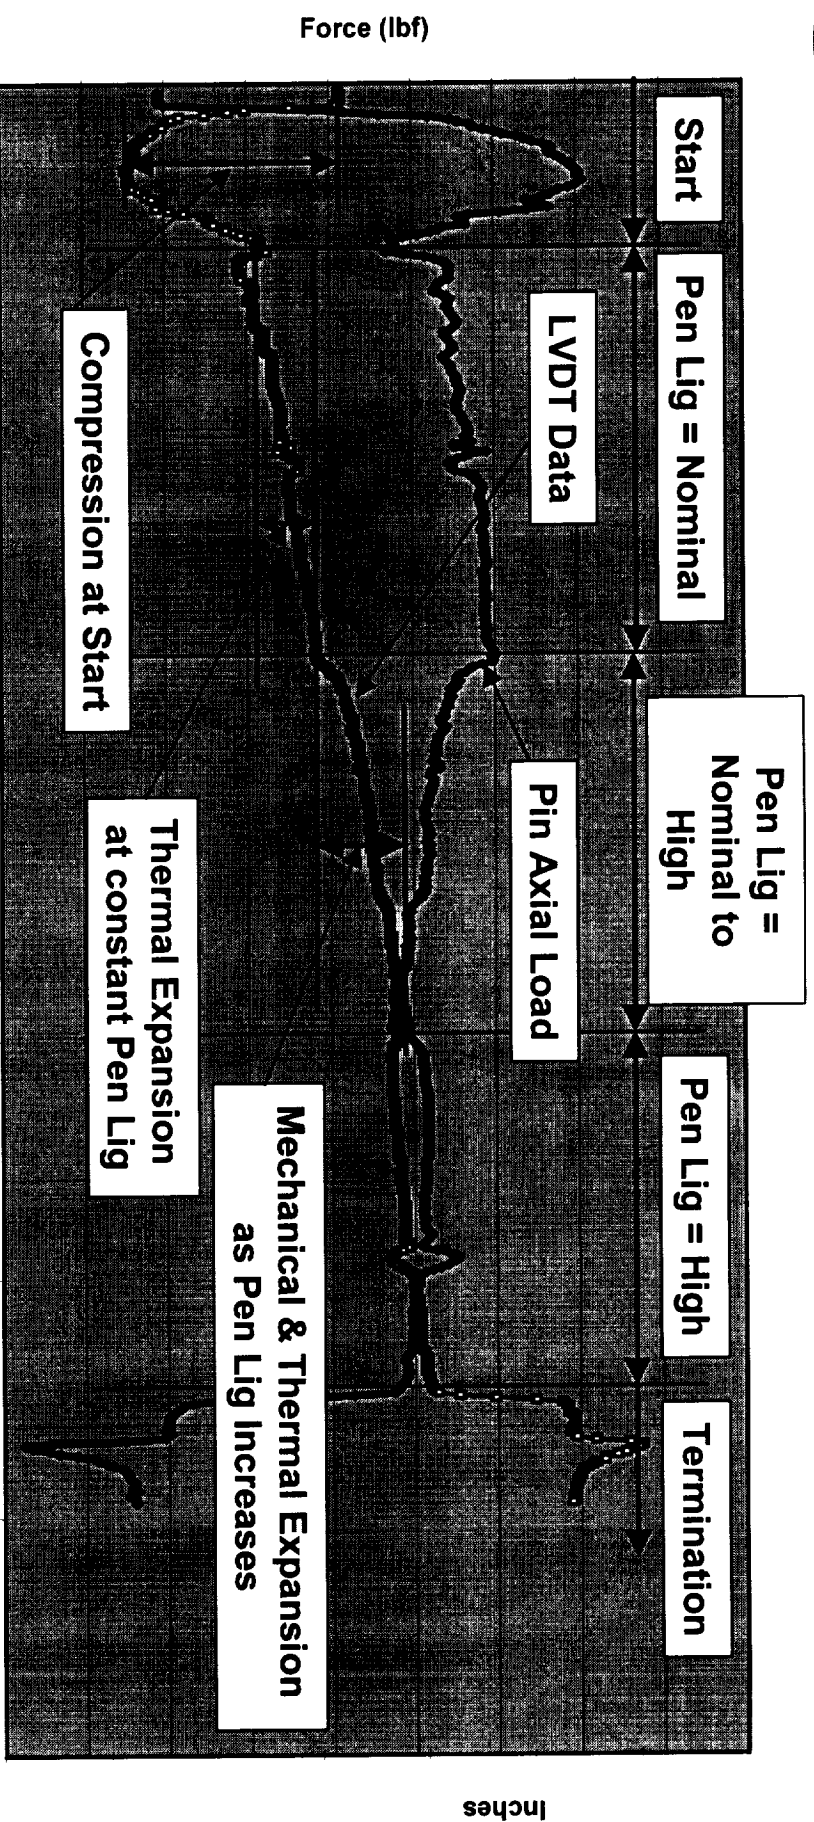 Force (lbf)
Start
Pen Lig = Nominal
Pen Lig =
Nominal to
High
Pen Lig = High
Termination
LVDT Data
Pin Axial Load
Compression at Start
Thermal Expansion
at constant Pen Lig
Mechanical & Thermal Expansion
as Pen Lig Increases
Inches